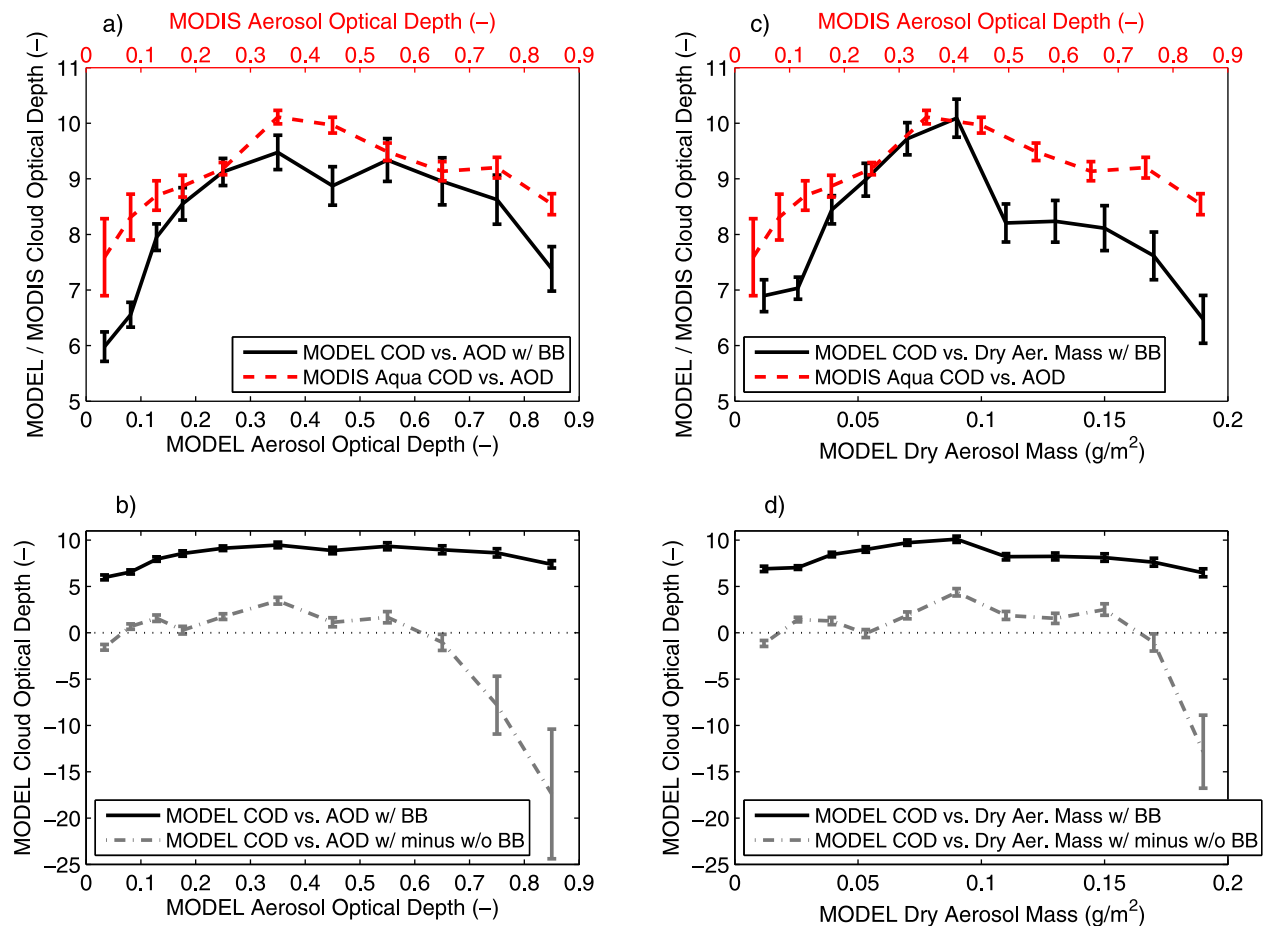 a)
MODIS Aerosol Optical Depth (−)
0 0.1 0.2 0.3 0.4 0.5 0.6 0.7 0.8 0.9
MODEL / MODIS Cloud Optical Depth (−)
11
10
9
8
7
6
5
MODEL COD vs. AOD w/ BB
MODIS Aqua COD vs. AOD
0 0.1 0.2 0.3 0.4 0.5 0.6 0.7 0.8 0.9
MODEL Aerosol Optical Depth (−)
c)
MODIS Aerosol Optical Depth (−)
0 0.1 0.2 0.3 0.4 0.5 0.6 0.7 0.8 0.9
MODEL / MODIS Cloud Optical Depth (−)
11
10
9
8
7
6
5
MODEL COD vs. Dry Aer. Mass w/ BB
MODIS Aqua COD vs. AOD
0 0.05 0.1 0.15 0.2
MODEL Dry Aerosol Mass (g/m²)
b)
MODEL Cloud Optical Depth (−)
10
5
0
−5
−10
−15
−20
−25
MODEL COD vs. AOD w/ BB
MODEL COD vs. AOD w/ minus w/o BB
0 0.1 0.2 0.3 0.4 0.5 0.6 0.7 0.8 0.9
MODEL Aerosol Optical Depth (−)
d)
MODEL Cloud Optical Depth (−)
10
5
0
−5
−10
−15
−20
−25
MODEL COD vs. Dry Aer. Mass w/ BB
MODEL COD vs. Dry Aer. Mass w/ minus w/o BB
0 0.05 0.1 0.15 0.2
MODEL Dry Aerosol Mass (g/m²)